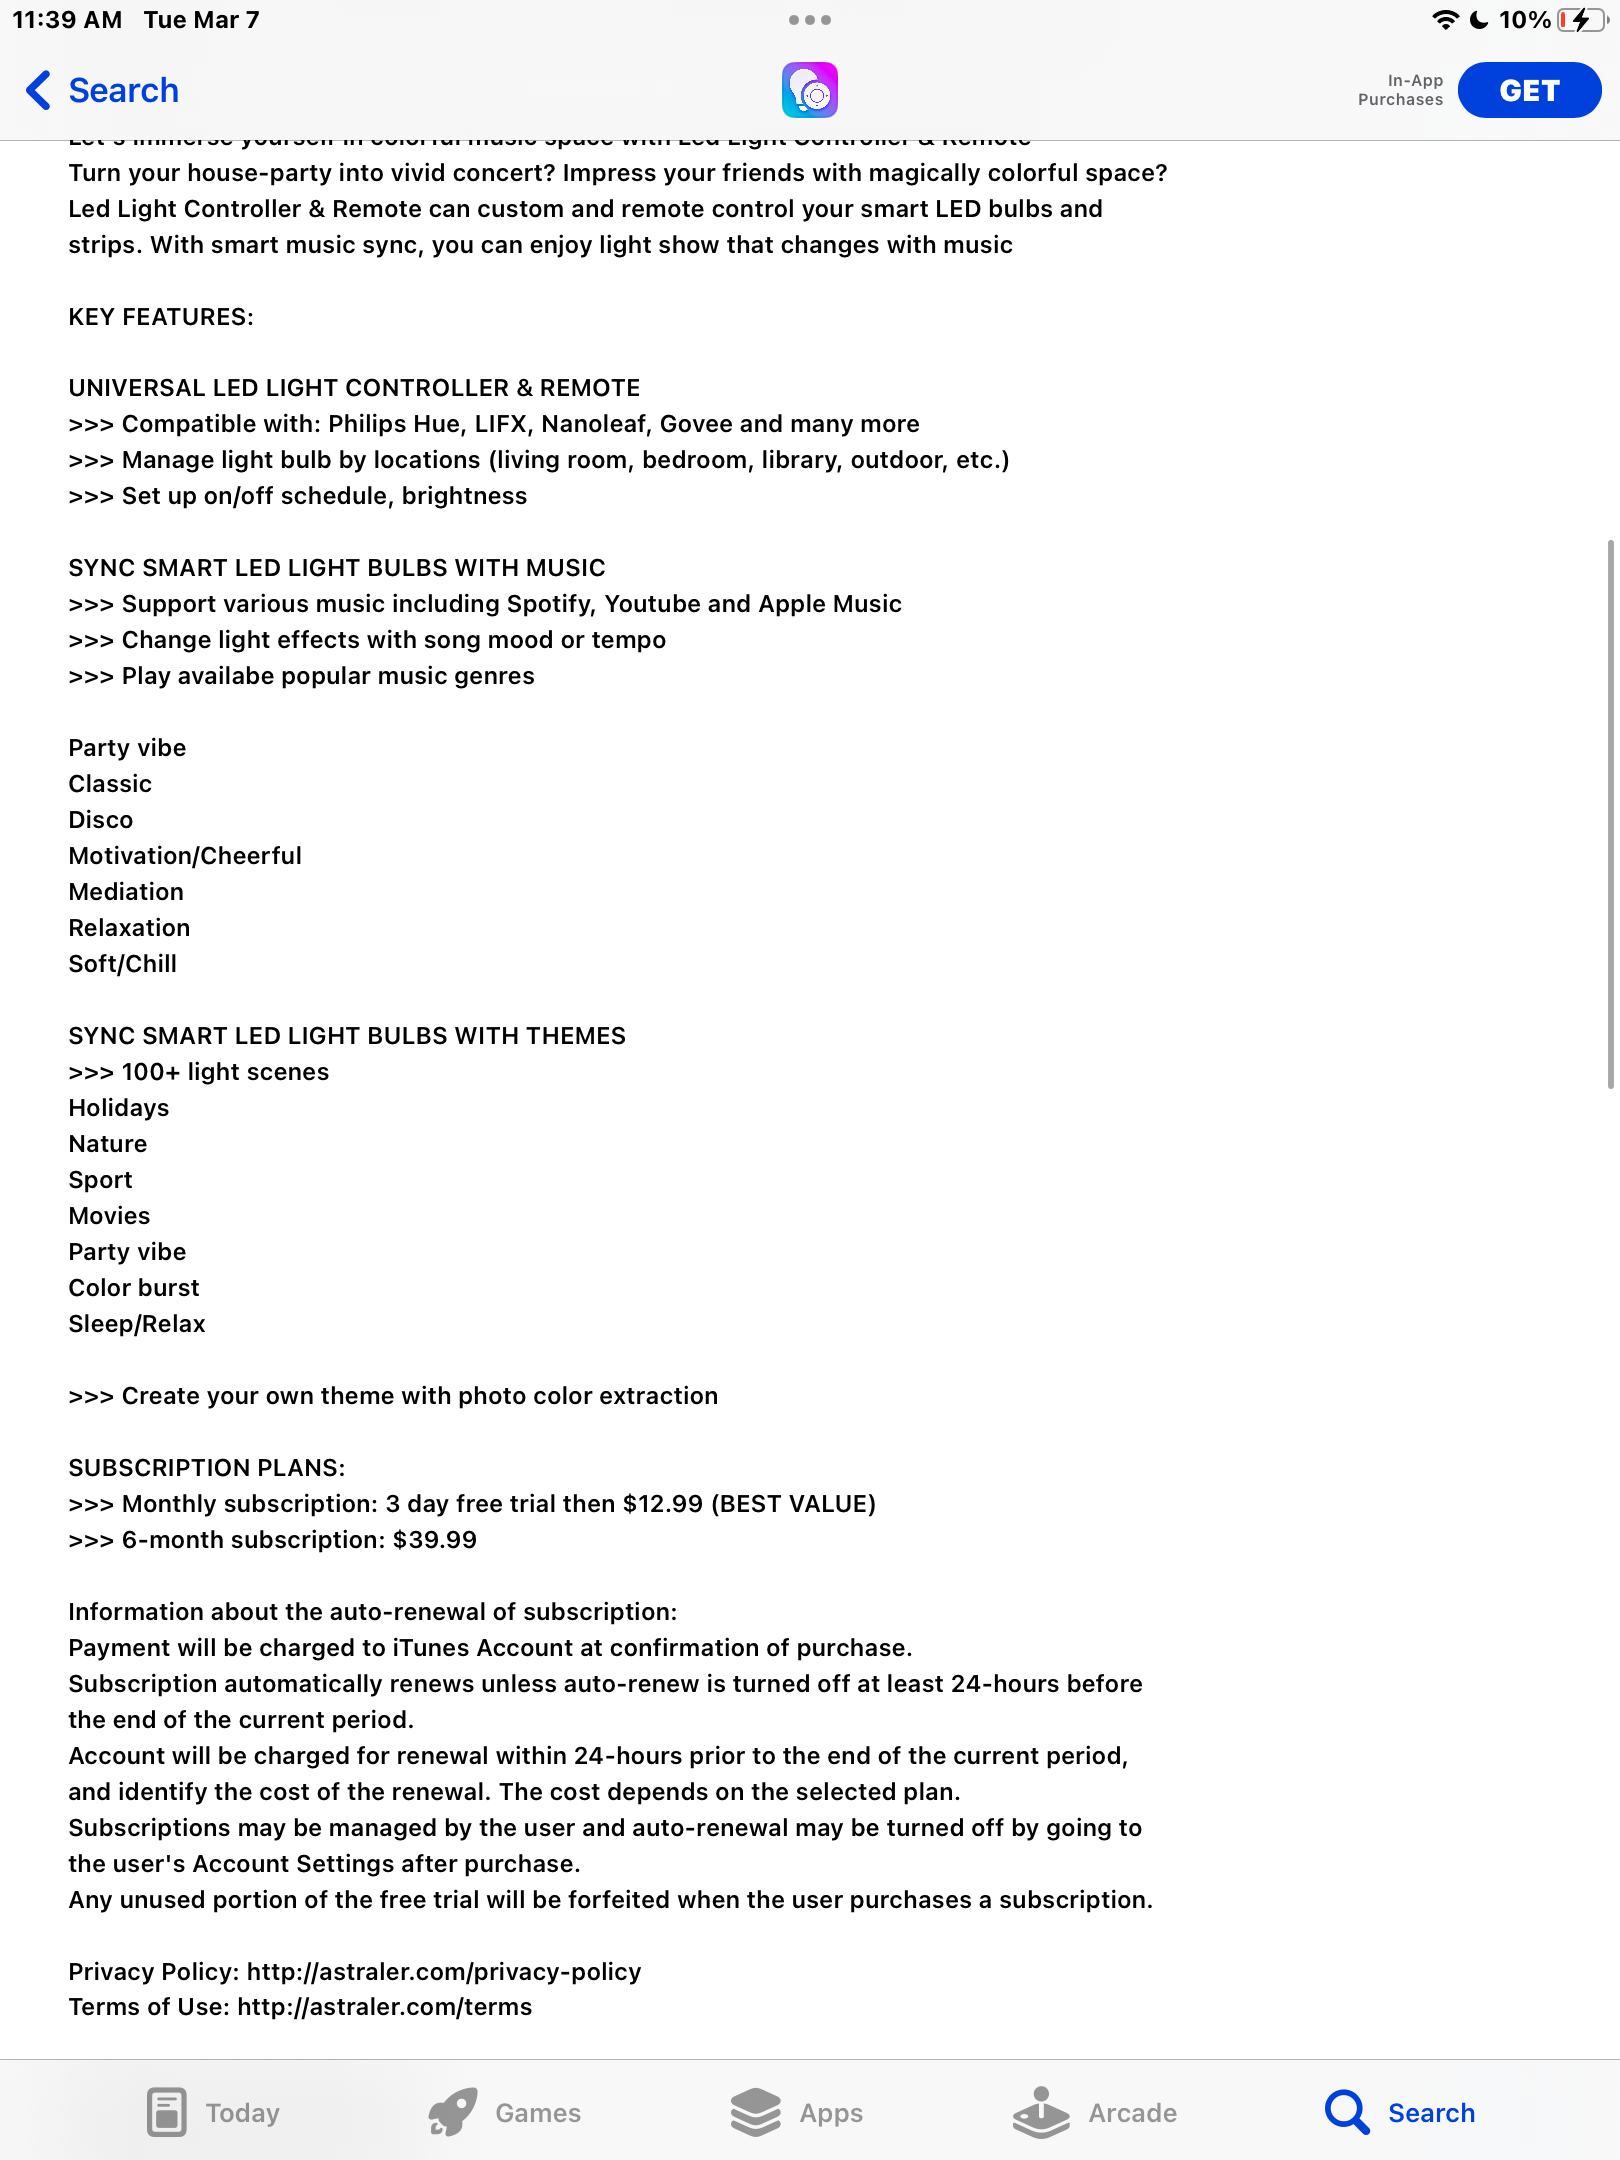 11:39 AM Tue Mar 7
10%
Search
In-App
Purchases
GET
Let's immerse yourself in colorful music space with Led Light Controller & Remote
Turn your house-party into vivid concert? Impress your friends with magically colorful space?
Led Light Controller & Remote can custom and remote control your smart LED bulbs and
strips. With smart music sync, you can enjoy light show that changes with music
KEY FEATURES:
UNIVERSAL LED LIGHT CONTROLLER & REMOTE
>>> Compatible with: Philips Hue, LIFX, Nanoleaf, Govee and many more
>>> Manage light bulb by locations (living room, bedroom, library, outdoor, etc.)
>>> Set up on/off schedule, brightness
SYNC SMART LED LIGHT BULBS WITH MUSIC
>>> Support various music including Spotify, Youtube and Apple Music
>>> Change light effects with song mood or tempo
>>> Play availabe popular music genres
Party vibe
Classic
Disco
Motivation/Cheerful
Mediation
Relaxation
Soft/Chill
SYNC SMART LED LIGHT BULBS WITH THEMES
>>> 100+ light scenes
Holidays
Nature
Sport
Movies
Party vibe
Color burst
Sleep/Relax
>>> Create your own theme with photo color extraction
SUBSCRIPTION PLANS:
>>> Monthly subscription: 3 day free trial then $12.99 (BEST VALUE)
>>> 6-month subscription: $39.99
Information about the auto-renewal of subscription:
Payment will be charged to iTunes Account at confirmation of purchase.
Subscription automatically renews unless auto-renew is turned off at least 24-hours before
the end of the current period.
Account will be charged for renewal within 24-hours prior to the end of the current period,
and identify the cost of the renewal. The cost depends on the selected plan.
Subscriptions may be managed by the user and auto-renewal may be turned off by going to
the user's Account Settings after purchase.
Any unused portion of the free trial will be forfeited when the user purchases a subscription.
Privacy Policy: http://astraler.com/privacy-policy
Terms of Use: http://astraler.com/terms
Today
Games
Apps
Arcade
Search